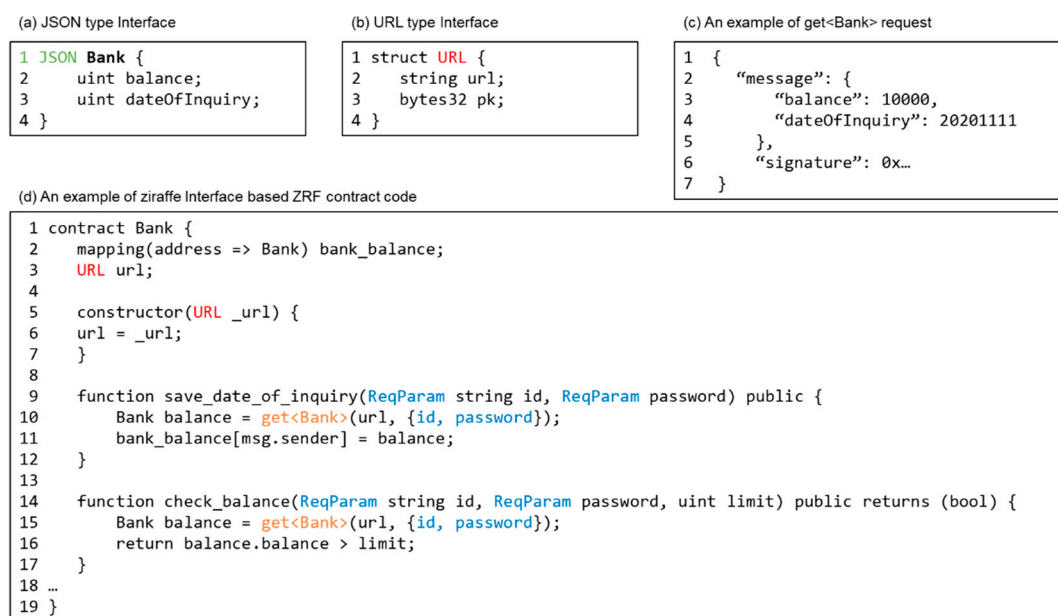 (a) JSON type Interface
1 JSON Bank {
2     uint balance;
3     uint dateOfInquiry;
4 }
(b) URL type Interface
1 struct URL {
2    string url;
3    bytes32 pk;
4 }
(c) An example of get<Bank> request
1  {
2    “message”: {
3        “balance”: 10000,
4        “dateOfInquiry”: 20201111
5      },
6      “signature”: 0x…
7  }
(d) An example of ziraffe Interface based ZRF contract code
1 contract Bank {
2    mapping(address => Bank) bank_balance;
3    URL url;
4
5    constructor(URL _url) {
6    url = _url;
7    }
8
9    function save_date_of_inquiry(ReqParam string id, ReqParam password) public {
10       Bank balance = get<Bank>(url, {id, password});
11       bank_balance[msg.sender] = balance;
12   }
13
14   function check_balance(ReqParam string id, ReqParam password, uint limit) public returns (bool) {
15       Bank balance = get<Bank>(url, {id, password});
16       return balance.balance > limit;
17   }
18 …
19 }